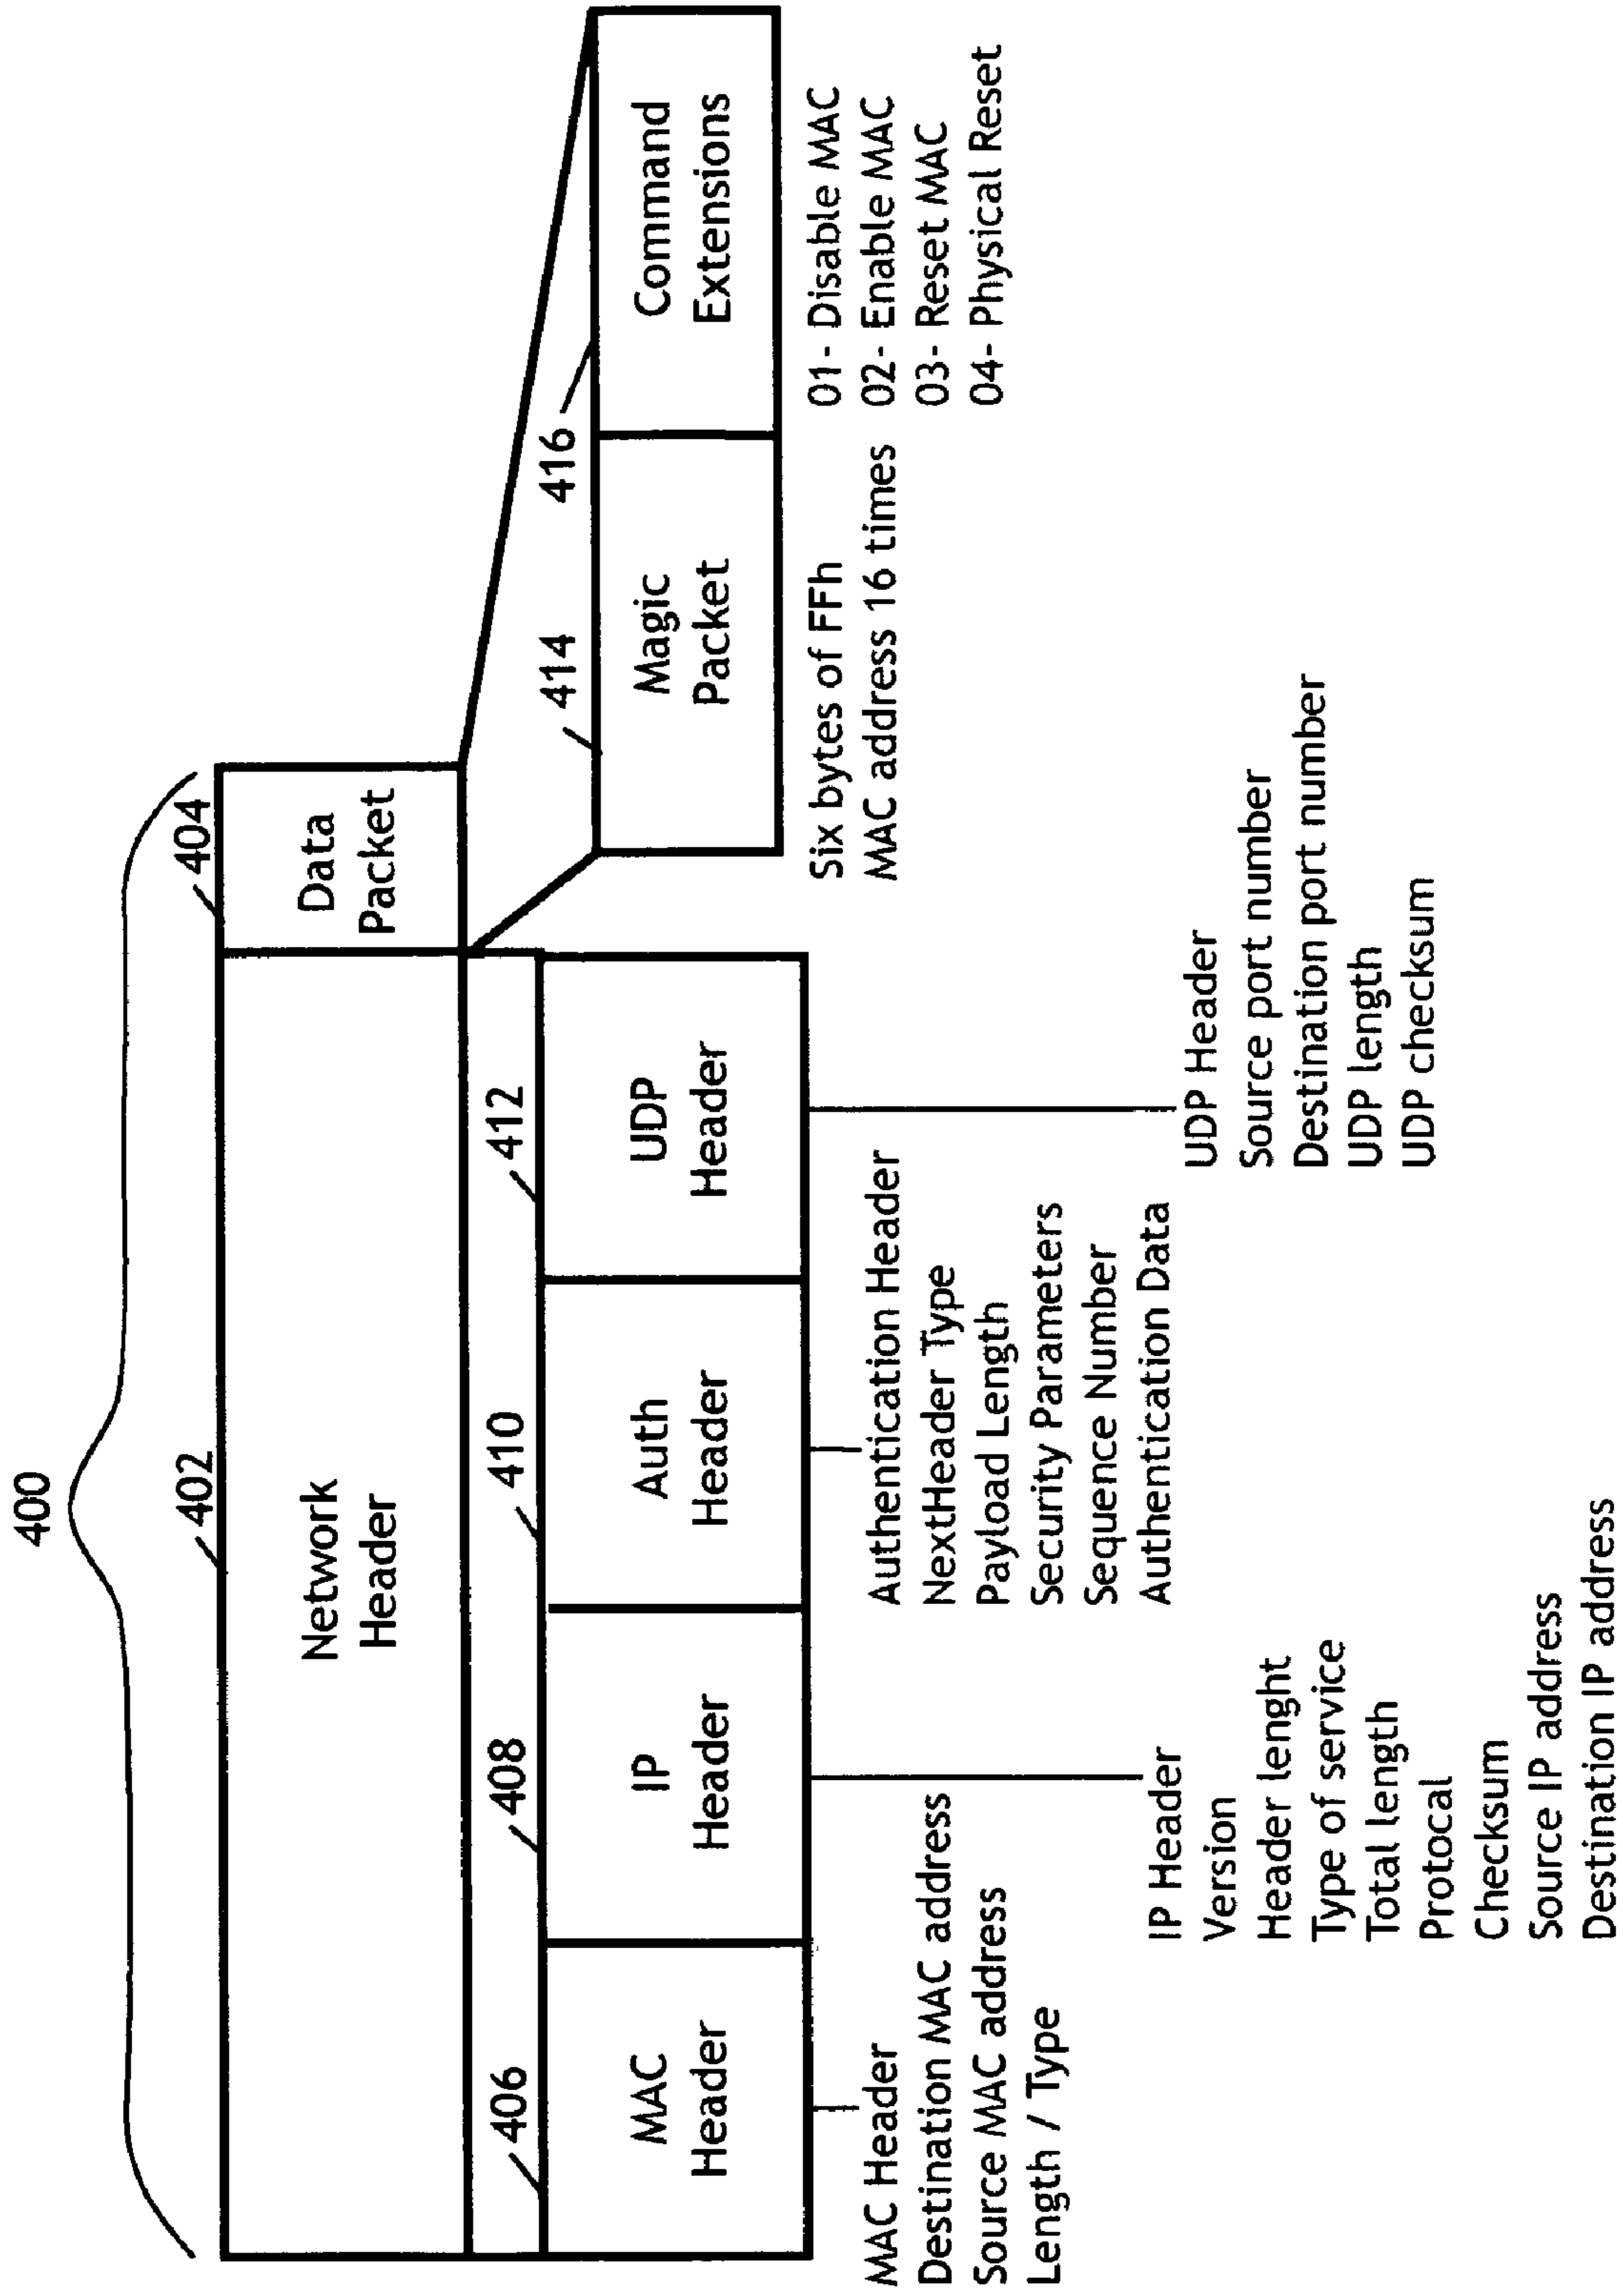 400
402
404
Network
Header
Data
Packet
406
408
410
412
414
416
MAC
Header
IP
Header
Auth
Header
UDP
Header
Magic
Packet
Command
Extensions
MAC Header
Destination MAC address
Source MAC address
Length / Type
IP Header
Version
Header lenght
Type of service
Total length
Protocal
Checksum
Source IP address
Destination IP address
Authentication Header
NextHeader Type
Payload Length
Security Parameters
Sequence Number
Authentication Data
UDP Header
Source port number
Destination port number
UDP length
UDP checksum
Six bytes of FFh
MAC address 16 times
01- Disable MAC
02- Enable MAC
03- Reset MAC
04- Physical Reset